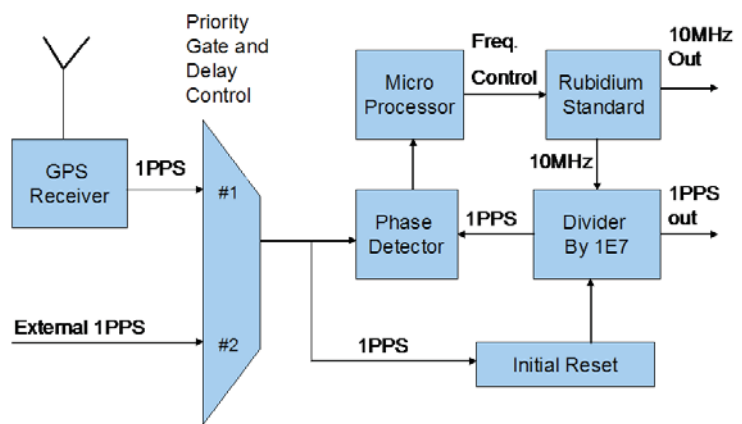 Priority
Gate and
Delay
Control
GPS
Receiver
1PPS
#1
External 1PPS
#2
Micro
Processor
Freq.
Control
Rubidium
Standard
10MHz
Out
10MHz
Phase
Detector
1PPS
Divider
By 1E7
1PPS
out
1PPS
Initial Reset